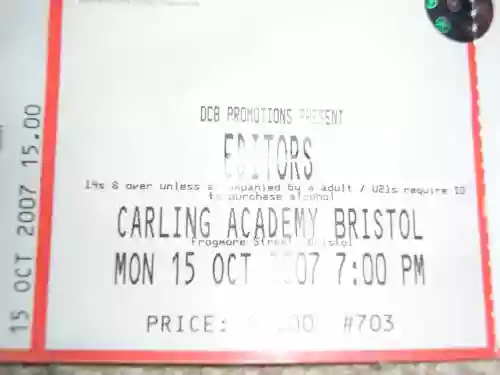 DCB PROMOTIONS PRESENT
EDITORS
14s & over unless accompanied by a adult / U21s require ID
to purchase alcohol
CARLING ACADEMY BRISTOL
Frogmore Street, Bristol
MON 15 OCT 2007 7:00 PM
PRICE: #703
15 OCT 2007 15.00